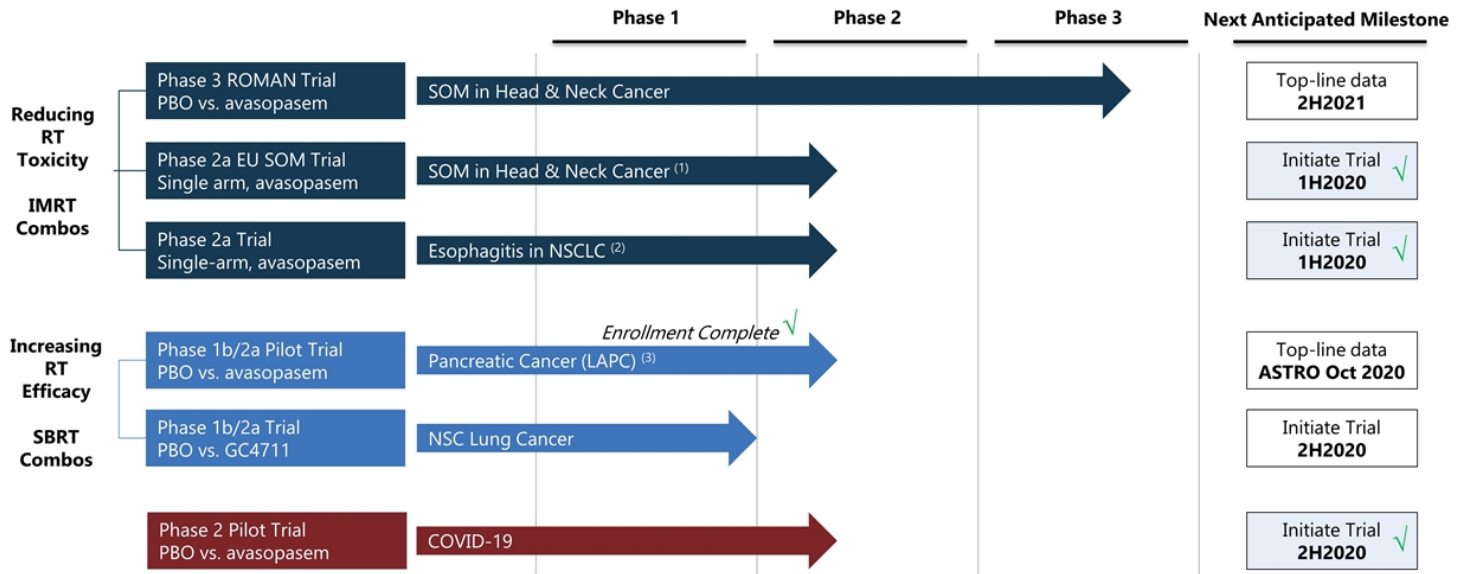 Phase 1
Phase 2
Phase 3
Next Anticipated Milestone
Reducing
RT
Toxicity
IMRT
Combos
Phase 3 ROMAN Trial
PBO vs. avasopasem
SOM in Head & Neck Cancer
Top-line data
2H2021
Phase 2a EU SOM Trial
Single arm, avasopasem
SOM in Head & Neck Cancer (1)
Initiate Trial √
1H2020
Phase 2a Trial
Single-arm, avasopasem
Esophagitis in NSCLC (2)
Initiate Trial √
1H2020
Increasing
RT
Efficacy
SBRT
Combos
Enrollment Complete √
Phase 1b/2a Pilot Trial
PBO vs. avasopasem
Pancreatic Cancer (LAPC) (3)
Top-line data
ASTRO Oct 2020
Phase 1b/2a Trial
PBO vs. GC4711
NSC Lung Cancer
Initiate Trial
2H2020
Phase 2 Pilot Trial
PBO vs. avasopasem
COVID-19
Initiate Trial √
2H2020